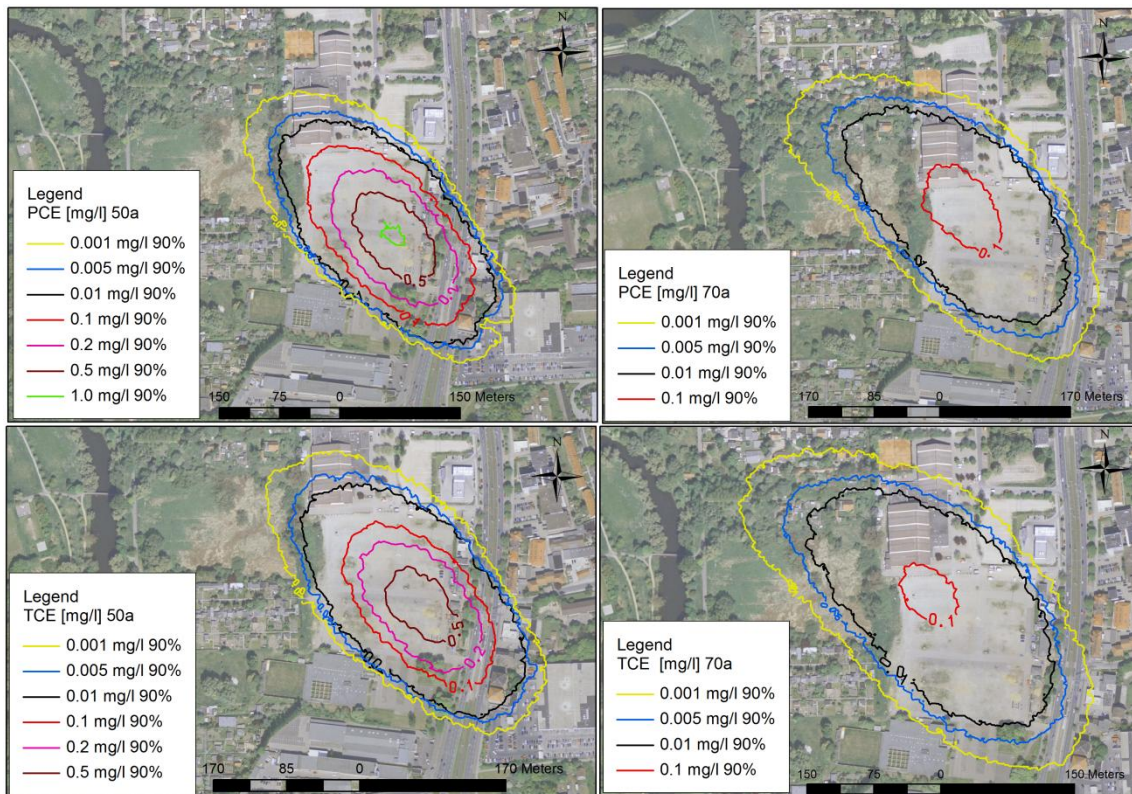 N
Legend
PCE [mg/l] 50a
0.001 mg/l 90%
0.005 mg/l 90%
0.01 mg/l 90%
0.1 mg/l 90%
0.2 mg/l 90%
0.5 mg/l 90%
1.0 mg/l 90%
0.5
0.2
0.1
150 75 0 150 Meters
N
Legend
PCE [mg/l] 70a
0.001 mg/l 90%
0.005 mg/l 90%
0.01 mg/l 90%
0.1 mg/l 90%
0.1
170 85 0 170 Meters
N
Legend
TCE [mg/l] 50a
0.001 mg/l 90%
0.005 mg/l 90%
0.01 mg/l 90%
0.1 mg/l 90%
0.2 mg/l 90%
0.5 mg/l 90%
0.5
0.2
0.1
170 85 0 170 Meters
N
Legend
TCE [mg/l] 70a
0.001 mg/l 90%
0.005 mg/l 90%
0.01 mg/l 90%
0.1 mg/l 90%
0.1
150 75 0 150 Meters